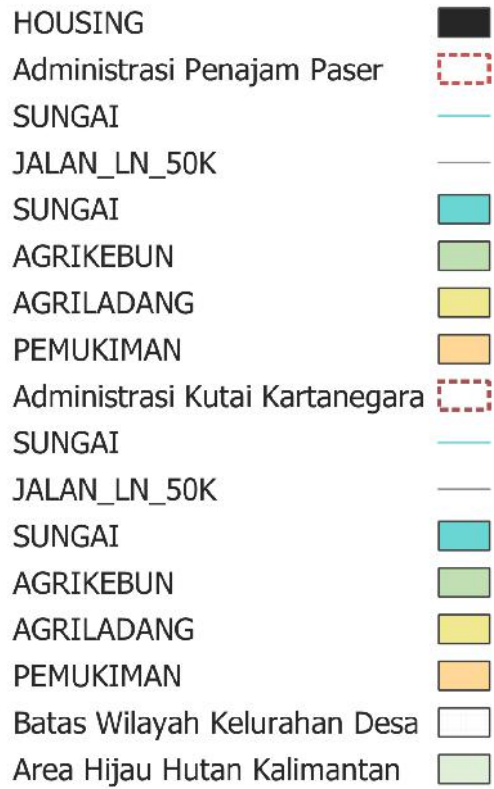 HOUSING
Administrasi Penajam Paser
SUNGAI
JALAN_LN_50K
SUNGAI
AGRIKEBUN
AGRILADANG
PEMUKIMAN
Administrasi Kutai Kartanegara
SUNGAI
JALAN_LN_50K
SUNGAI
AGRIKEBUN
AGRILADANG
PEMUKIMAN
Batas Wilayah Kelurahan Desa
Area Hijau Hutan Kalimantan